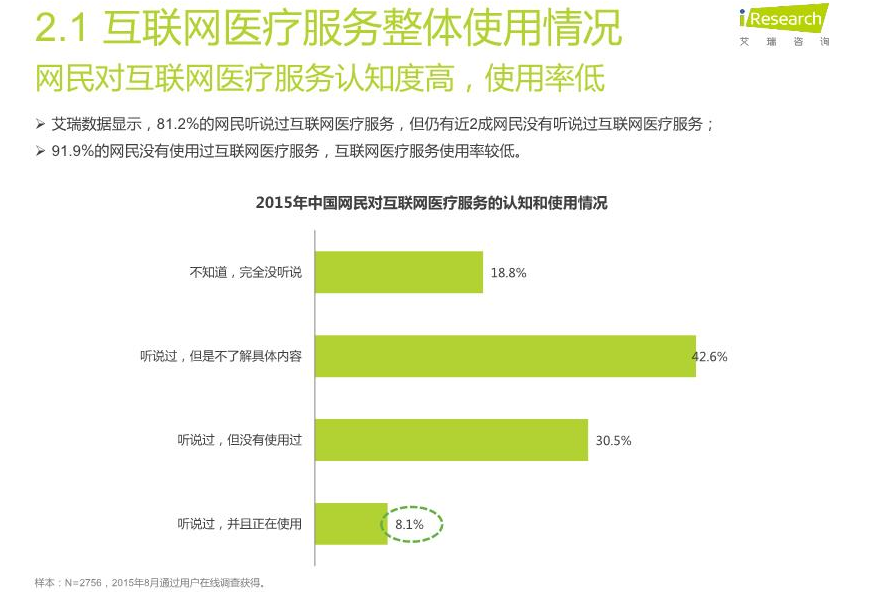 2.1 互联网医疗服务整体使用情况
iResearch
艾 瑞 咨 询
网民对互联网医疗服务认知度高，使用率低
➢ 艾瑞数据显示，81.2%的网民听说过互联网医疗服务，但仍有近2成网民没有听说过互联网医疗服务；
➢ 91.9%的网民没有使用过互联网医疗服务，互联网医疗服务使用率较低。
2015年中国网民对互联网医疗服务的认知和使用情况
不知道，完全没听说 18.8%
听说过，但是不了解具体内容 42.6%
听说过，但没有使用过 30.5%
听说过，并且正在使用 8.1%
样本：N=2756，2015年8月通过用户在线调查获得。